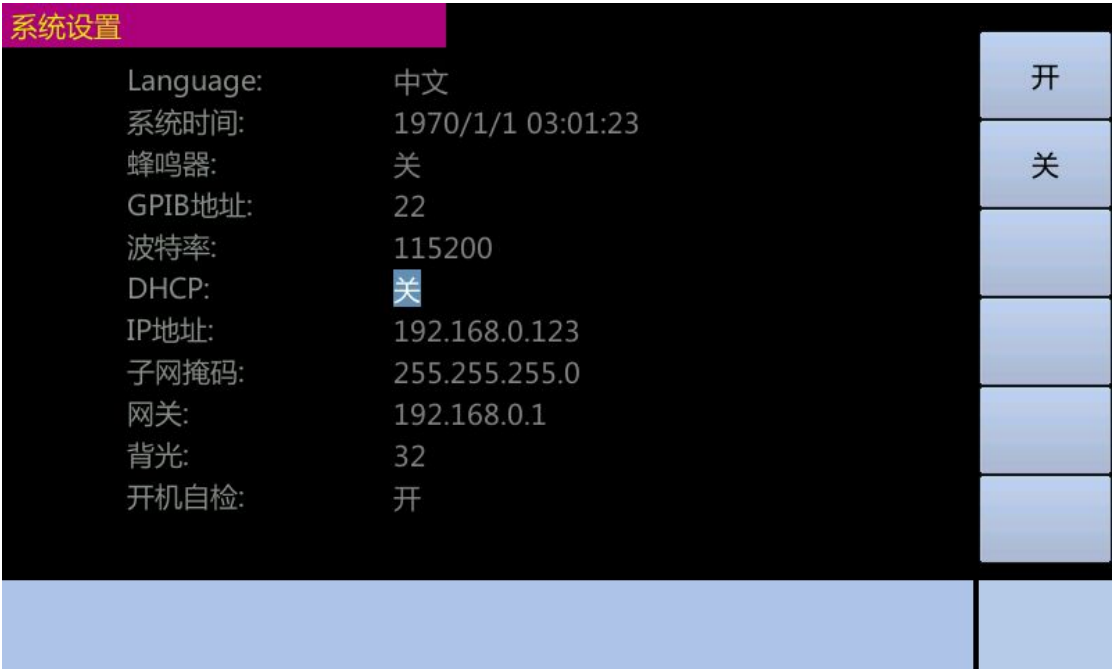 系统设置
开
Language: 中文
系统时间: 1970/1/1 03:01:23
蜂鸣器: 关
关
GPIB地址: 22
波特率: 115200
DHCP: 关
IP地址: 192.168.0.123
子网掩码: 255.255.255.0
网关: 192.168.0.1
背光: 32
开机自检: 开